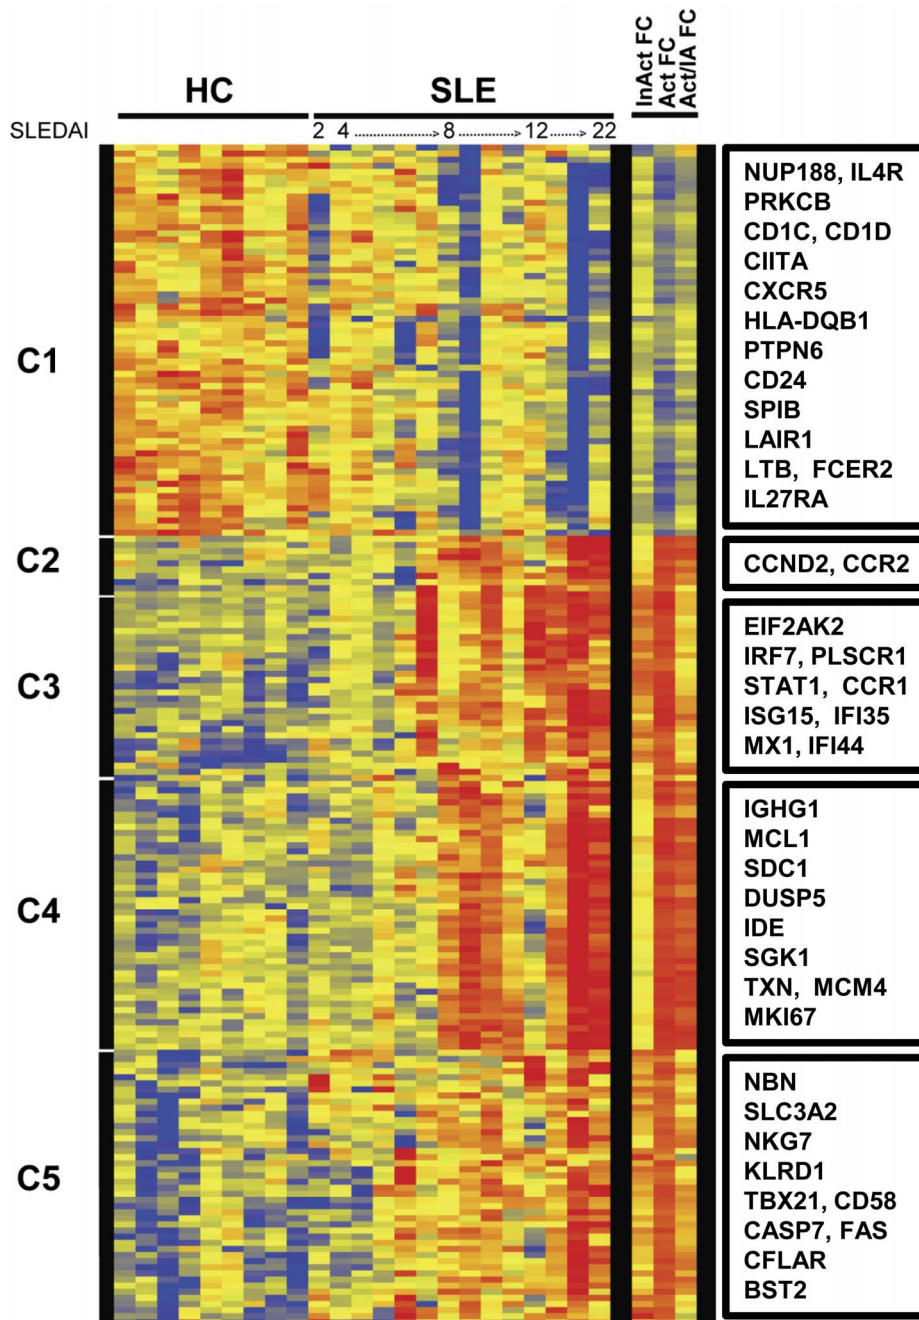 InAct FC
Act FC
Act/IA FC
HC
SLE
SLEDAI
2 4 8 12 22
C1
NUP188, IL4R
PRKCB
CD1C, CD1D
CIITA
CXCR5
HLA-DQB1
PTPN6
CD24
SPIB
LAIR1
LTB, FCER2
IL27RA
C2
CCND2, CCR2
C3
EIF2AK2
IRF7, PLSCR1
STAT1, CCR1
ISG15, IFI35
MX1, IFI44
C4
IGHG1
MCL1
SDC1
DUSP5
IDE
SGK1
TXN, MCM4
MKI67
C5
NBN
SLC3A2
NKG7
KLRD1
TBX21, CD58
CASP7, FAS
CFLAR
BST2